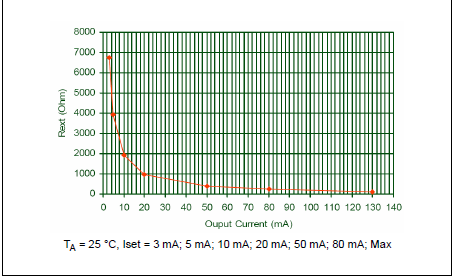 8000
7000
6000
5000
4000
3000
2000
1000
0
Rext (Ohm)
0 10 20 30 40 50 60 70 80 90 100 110 120 130 140
Ouput Current (mA)
TA = 25 °C, Iset = 3 mA; 5 mA; 10 mA; 20 mA; 50 mA; 80 mA; Max